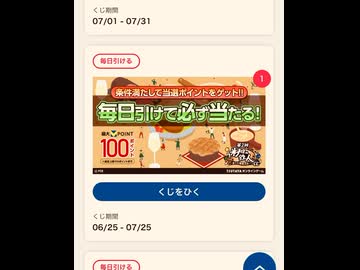 くじ期間
07/01 - 07/31
毎日引ける
1
条件満たして当選ポイントをゲット!!
毎日引けて必ず当たる!
最大 V POINT
100 ポイント
TSUTAYA オンラインゲーム
くじをひく
くじ期間
06/25 - 07/25
毎日引ける